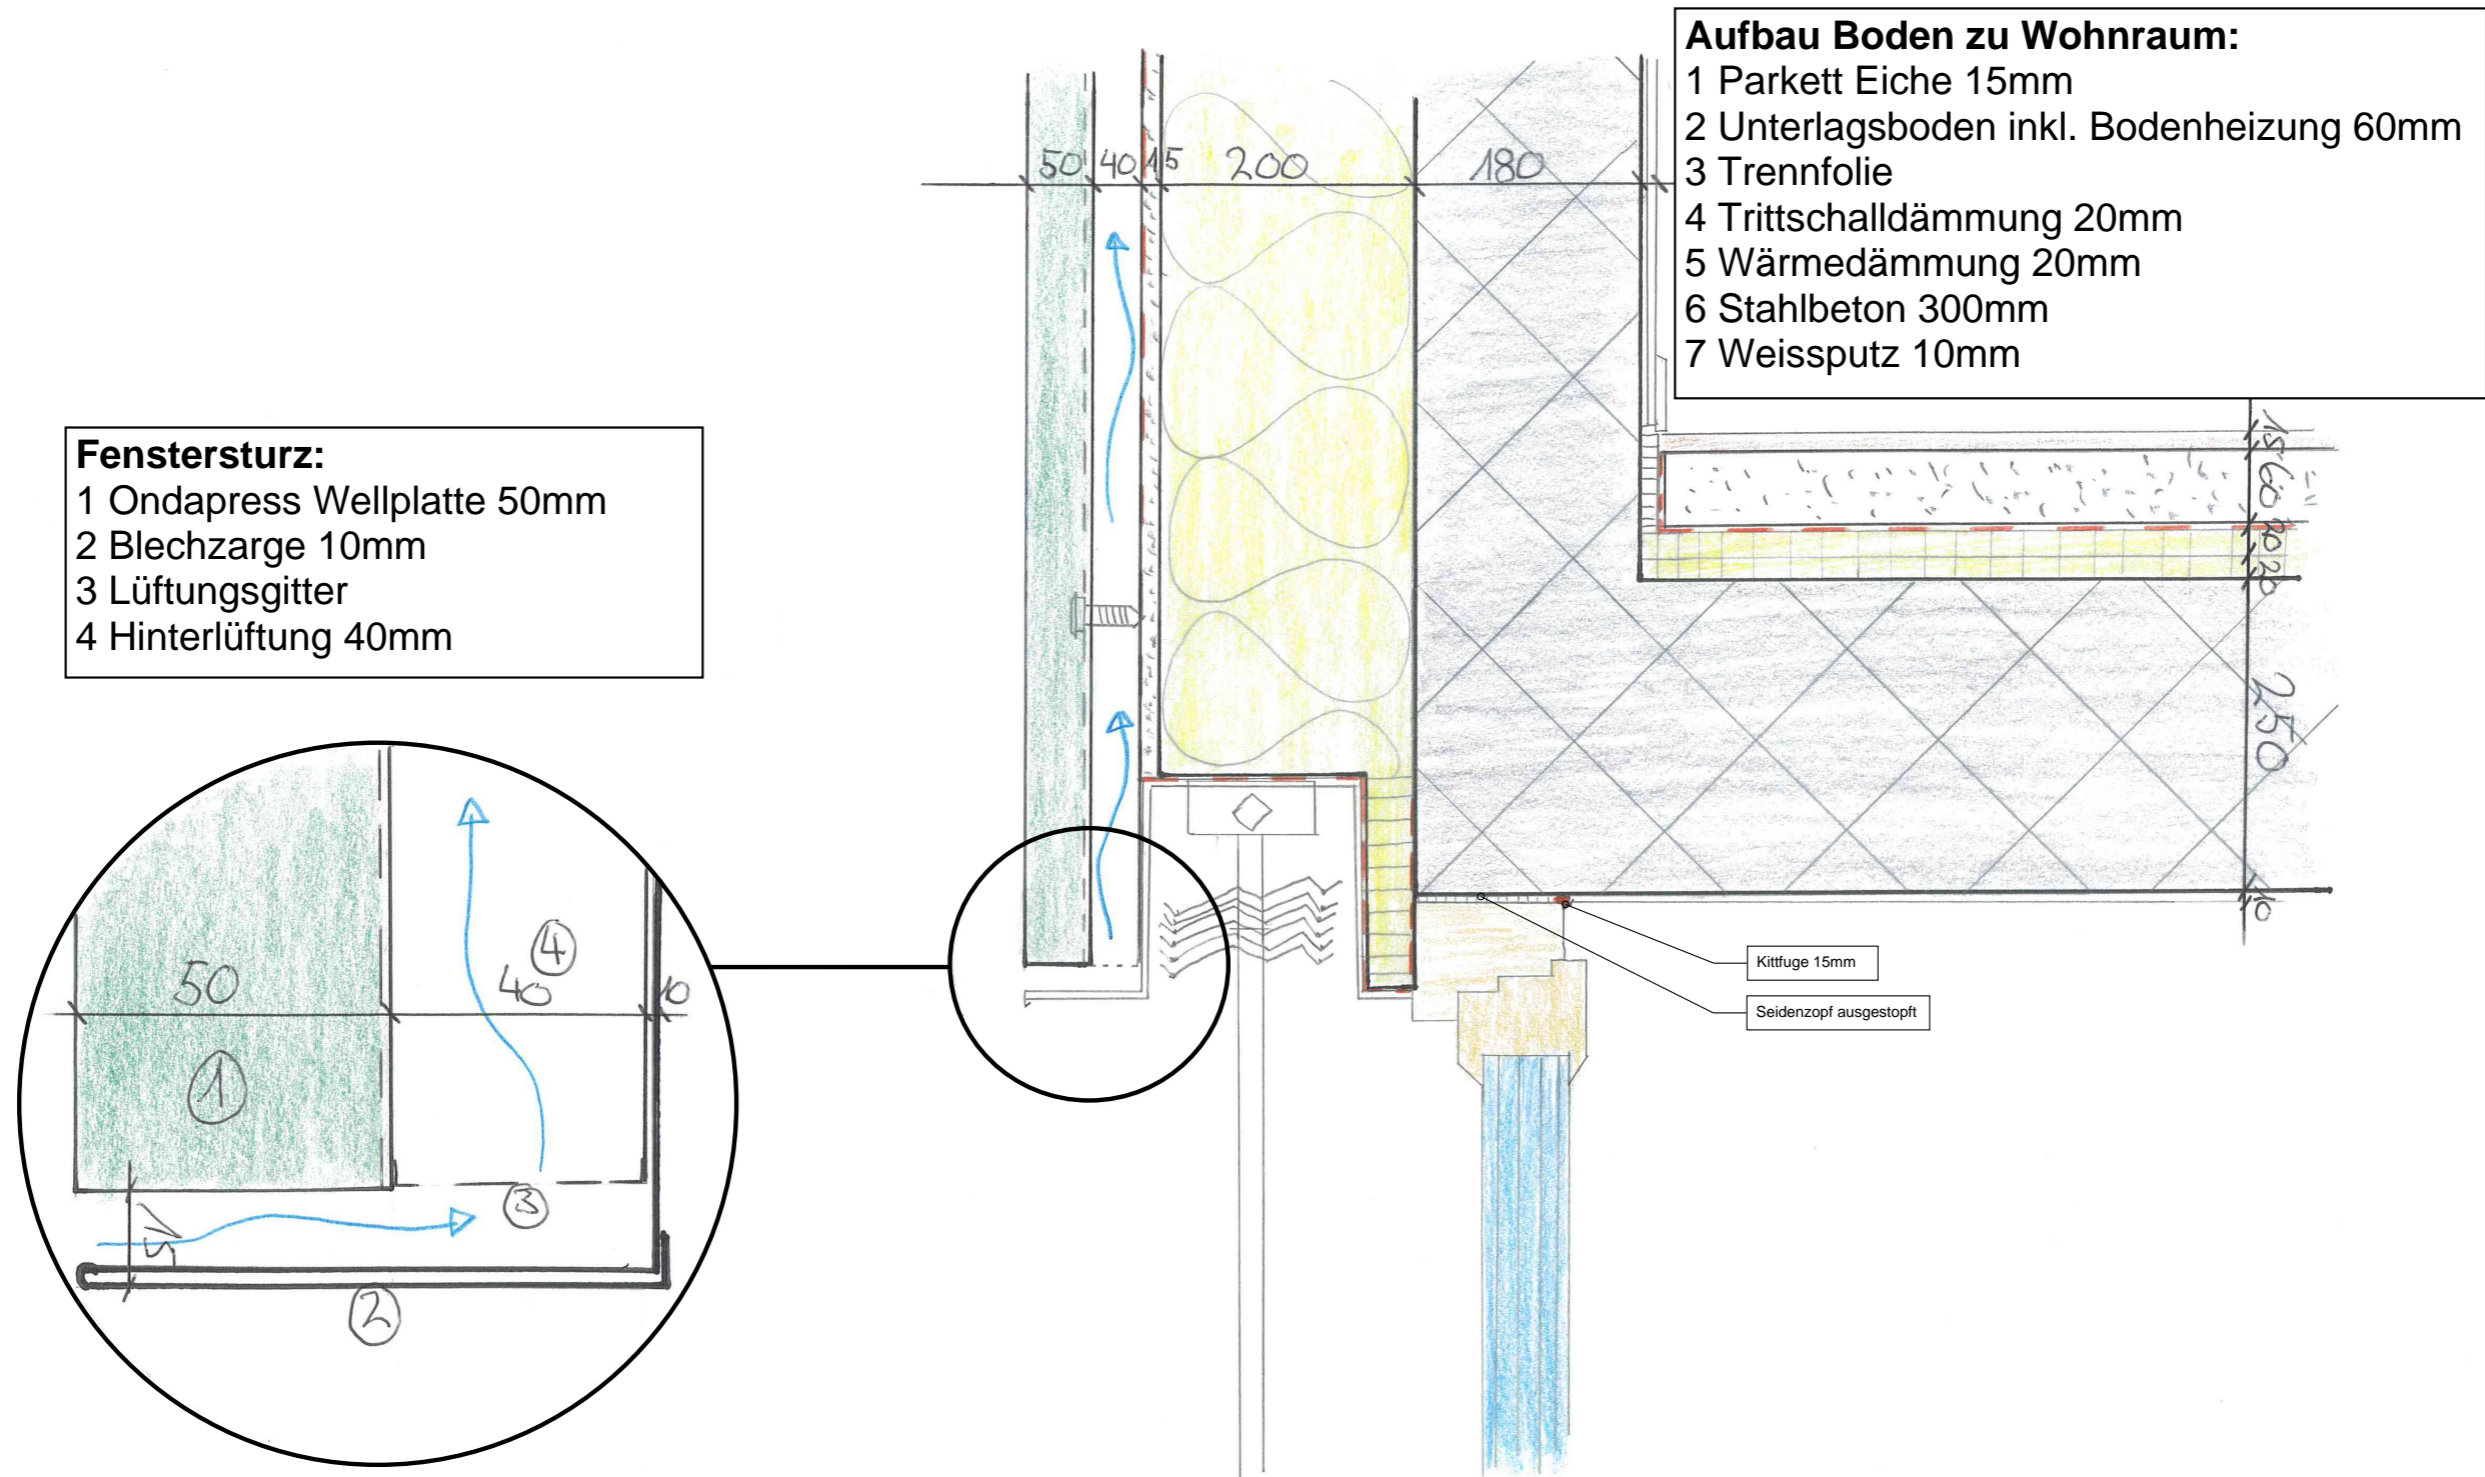 Aufbau Boden zu Wohnraum:
1 Parkett Eiche 15mm
2 Unterlagsboden inkl. Bodenheizung 60mm
3 Trennfolie
4 Trittschalldämmung 20mm
5 Wärmedämmung 20mm
6 Stahlbeton 300mm
7 Weissputz 10mm
50 40 15 200 180
Fenstersturz:
1 Ondapress Wellplatte 50mm
2 Blechzarge 10mm
3 Lüftungsgitter
4 Hinterlüftung 40mm
15
60
20
20
250
10
Kittfuge 15mm
Seidenzopf ausgestopft
4
50 40 10
1
3
15
2